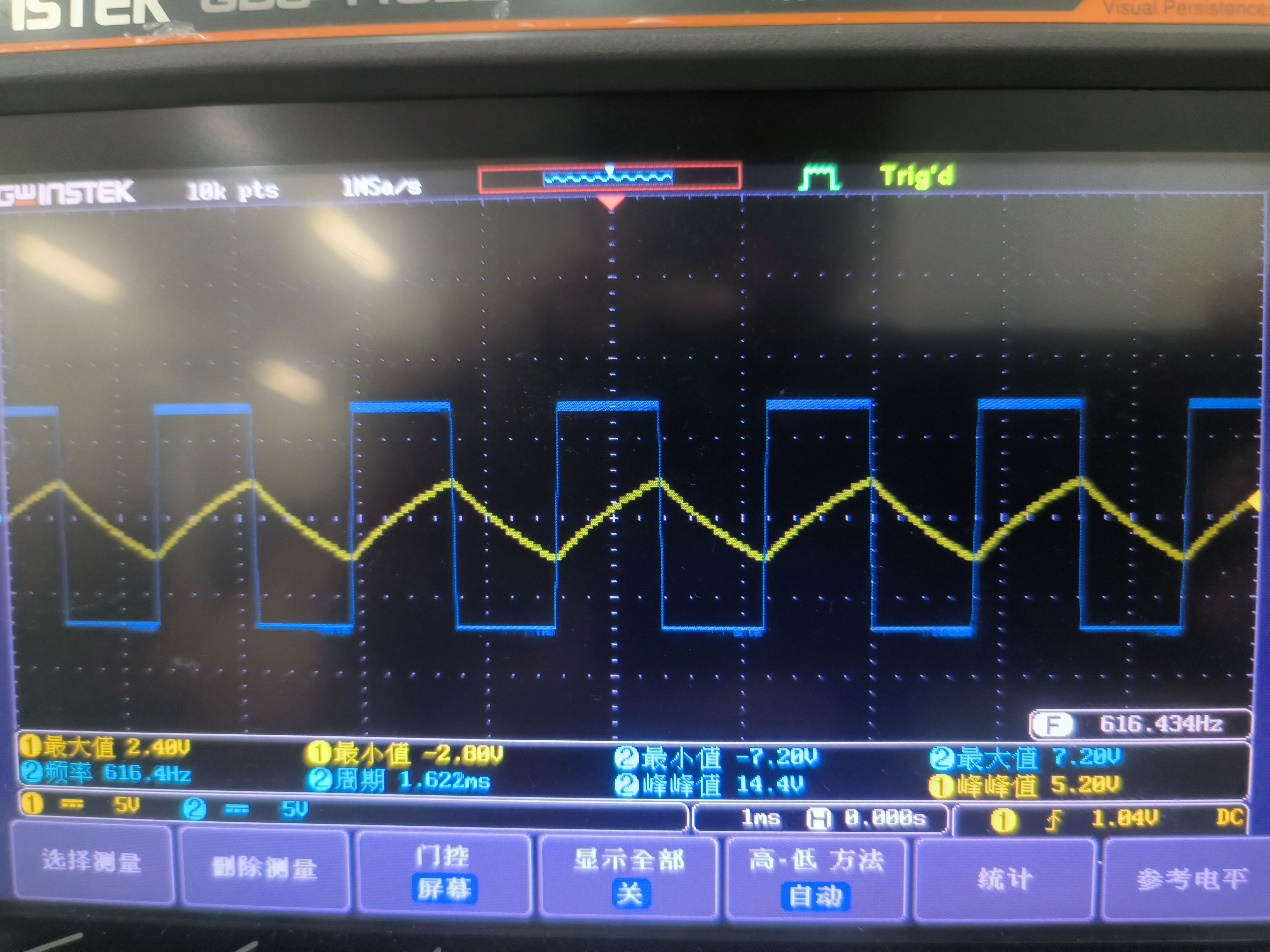 ISTEK
Visual Persistence
GWINSTEK 10k pts 1MSa/s Trig'd
F 616.434Hz
1 最大值 2.40V 1 最小值 -2.80V 2 最小值 -7.20V 2 最大值 7.20V
2 频率 616.4Hz 2 周期 1.622ms 2 峰峰值 14.4V 1 峰峰值 5.20V
1 5V 2 5V 1ms H 0.000s 1 1.04V DC
选择测量 删除测量 门控 显示全部 高-低 方法 统计 参考电平
屏幕 关 自动